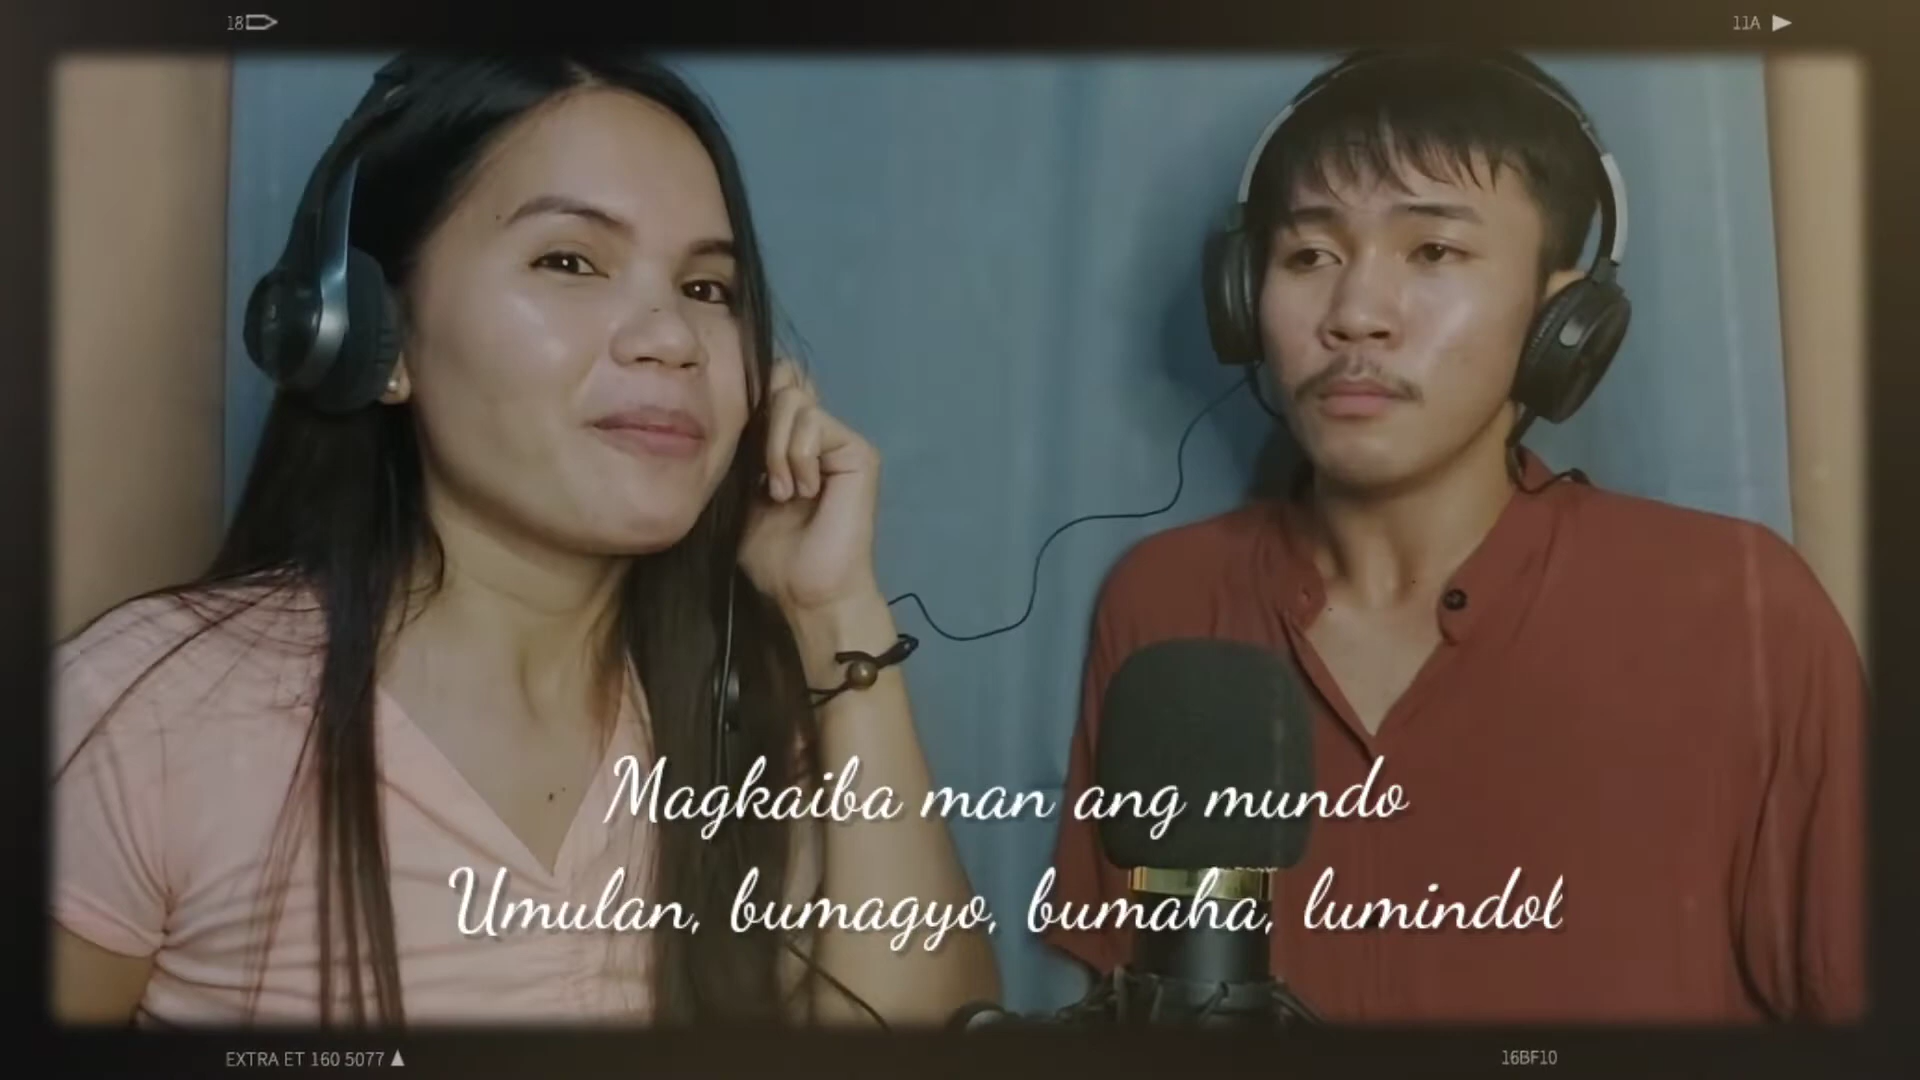 18
11A
Magkaiba man ang mundo
Umulan, bumagyo, bumaha, lumindol
EXTRA ET 160 5077
16BF10